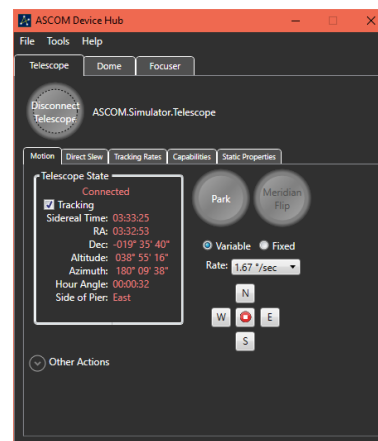 ASCOM Device Hub
File Tools Help
Telescope Dome Focuser
Disconnect
Telescope
ASCOM.Simulator.Telescope
Motion Direct Slew Tracking Rates Capabilities Static Properties
Telescope State
Connected
Tracking
Sidereal Time: 03:33:25
RA: 03:32:53
Dec: -019° 35' 40"
Altitude: 038° 55' 16"
Azimuth: 180° 09' 38"
Hour Angle: 00:00:32
Side of Pier: East
Park
Meridian
Flip
Variable Fixed
Rate: 1.67 °/sec
N
W E
S
Other Actions